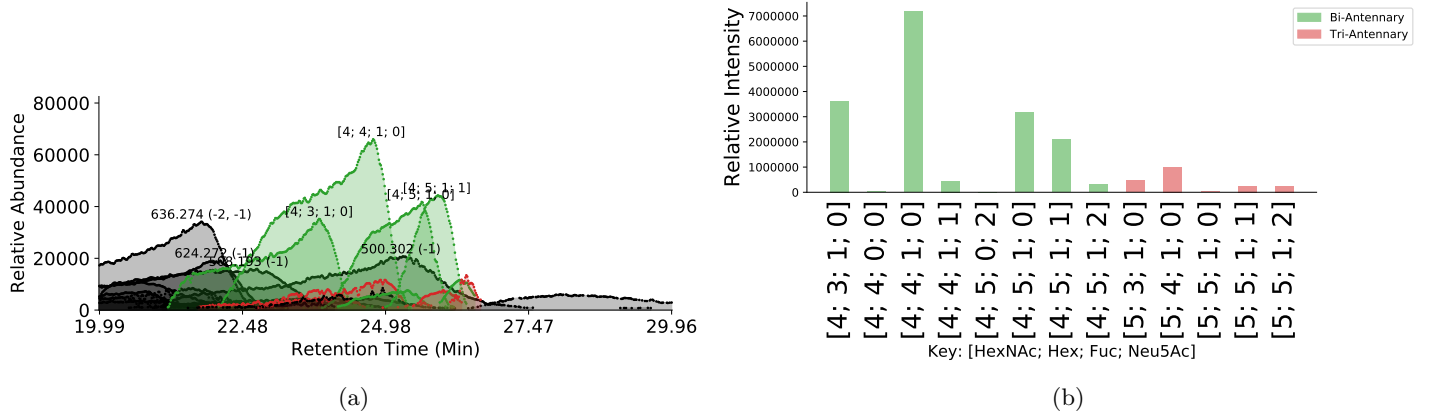 80000
60000
40000
20000
0
Relative Abundance
[4; 4; 1; 0]
[4; 5; 1; 1]
[4; 5; 1; 0]
[4; 3; 1; 0]
636.274 (-2, -1)
624.272 (-1)
568.193 (-1)
500.302 (-1)
19.99
22.48
24.98
27.47
29.96
Retention Time (Min)
(a)
7000000
6000000
5000000
4000000
3000000
2000000
1000000
0
Relative Intensity
Bi-Antennary
Tri-Antennary
[4; 3; 1; 0]
[4; 4; 0; 0]
[4; 4; 1; 0]
[4; 4; 1; 1]
[4; 5; 0; 2]
[4; 5; 1; 0]
[4; 5; 1; 1]
[4; 5; 1; 2]
[5; 3; 1; 0]
[5; 4; 1; 0]
[5; 5; 1; 0]
[5; 5; 1; 1]
[5; 5; 1; 2]
Key: [HexNAc; Hex; Fuc; Neu5Ac]
(b)